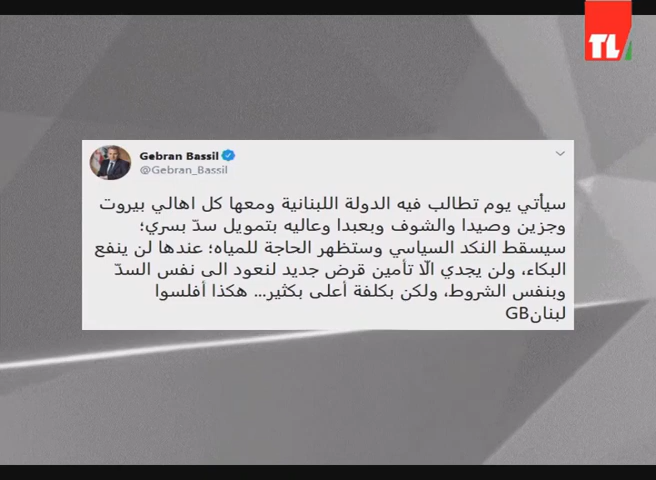 TL
Gebran Bassil
@Gebran_Bassil
سيأتي يوم تطالب فيه الدولة اللبنانية ومعها كل اهالي بيروت
وجزين وصيدا والشوف وبعبدا وعاليه بتمويل سدّ بسري؛
سيسقط النكد السياسي وستظهر الحاجة للمياه؛ عندها لن ينفع
البكاء، ولن يجدي الّا تأمين قرض جديد لنعود الى نفس السدّ
وبنفس الشروط، ولكن بكلفة أعلى بكثير... هكذا أفلسوا
لبنانGB